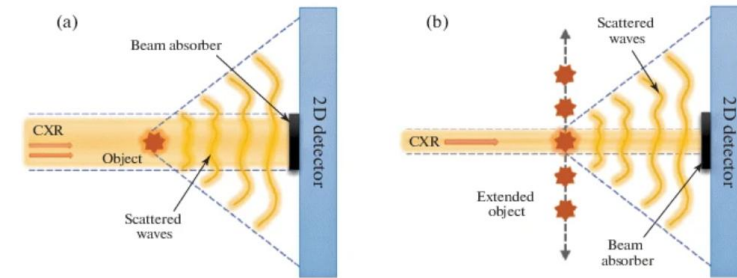 (a)
Beam absorber
CXR
Object
Scattered
waves
2D detector
(b)
Scattered
waves
CXR
Extended
object
Beam
absorber
2D detector